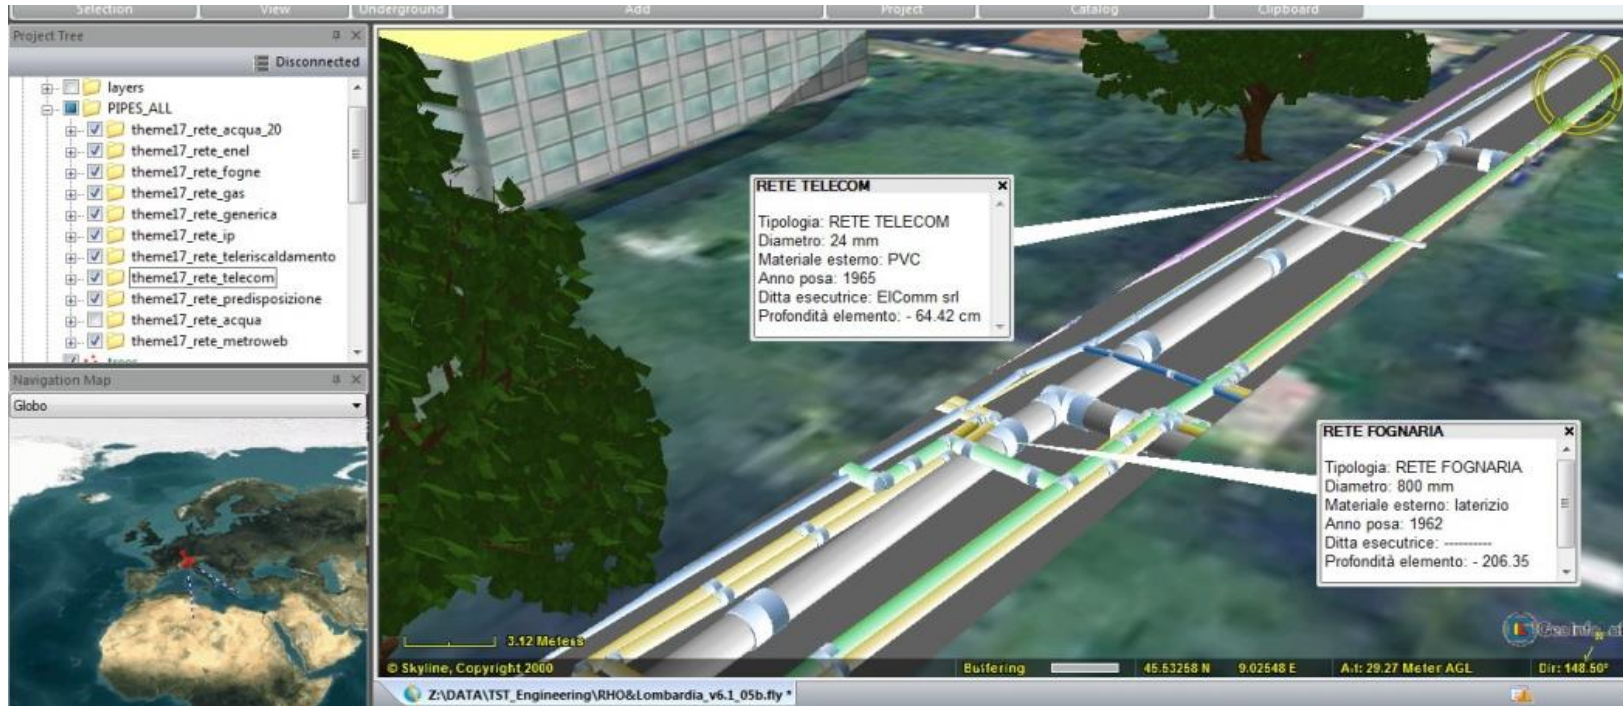 Selection View Underground Add Project Catalog Clipboard
Project Tree
Disconnected
layers
PIPES_ALL
theme17_rete_acqua_20
theme17_rete_enel
theme17_rete_fogne
theme17_rete_gas
theme17_rete_generica
theme17_rete_ip
theme17_rete_teleriscaldamento
theme17_rete_telecom
theme17_rete_predisposizione
theme17_rete_acqua
theme17_rete_metroweb
trees
Navigation Map
Globo
RETE TELECOM
Tipologia: RETE TELECOM
Diametro: 24 mm
Materiale esterno: PVC
Anno posa: 1965
Ditta esecutrice: ElComm srl
Profondità elemento: - 64.42 cm
RETE FOGNARIA
Tipologia: RETE FOGNARIA
Diametro: 800 mm
Materiale esterno: laterizio
Anno posa: 1962
Ditta esecutrice: ----------
Profondità elemento: - 206.35
3.12 Meters
© Skyline, Copyright 2000 Buffering 45.53258 N 9.02548 E Alt: 29.27 Meter AGL Dir: 148.50°
Z:\DATA\TST_Engineering\RHO&Lombardia_v6.1_05b.fly *